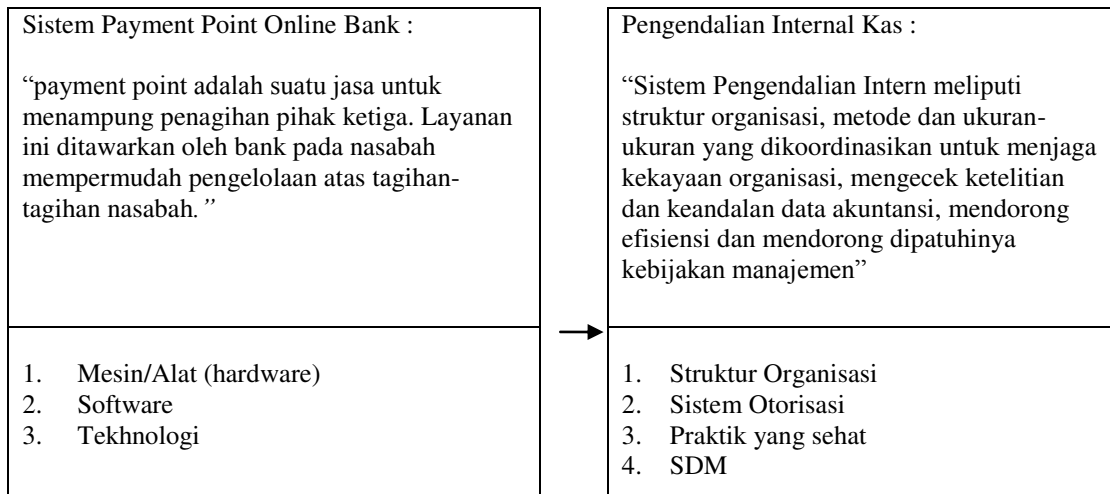 Sistem Payment Point Online Bank :
“payment point adalah suatu jasa untuk
menampung penagihan pihak ketiga. Layanan
ini ditawarkan oleh bank pada nasabah
mempermudah pengelolaan atas tagihan-
tagihan nasabah.”
1. Mesin/Alat (hardware)
2. Software
3. Tekhnologi
Pengendalian Internal Kas :
“Sistem Pengendalian Intern meliputi
struktur organisasi, metode dan ukuran-
ukuran yang dikoordinasikan untuk menjaga
kekayaan organisasi, mengecek ketelitian
dan keandalan data akuntansi, mendorong
efisiensi dan mendorong dipatuhinya
kebijakan manajemen”
1. Struktur Organisasi
2. Sistem Otorisasi
3. Praktik yang sehat
4. SDM